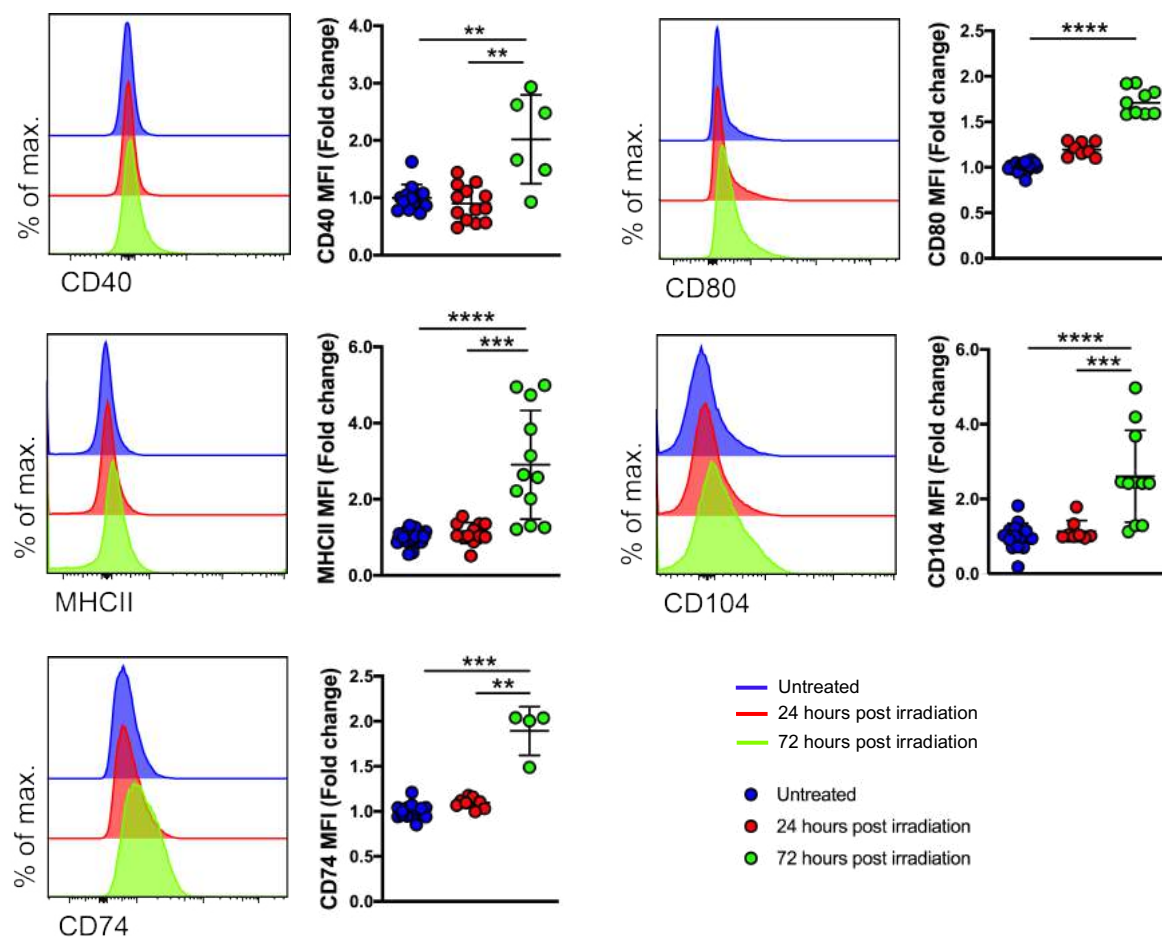 % of max.
CD40
CD40 MFI (Fold change)
4.0
3.0
2.0
1.0
0.0
**
**
% of max.
CD80
CD80 MFI (Fold change)
2.5
2.0
1.5
1.0
0.5
0.0
****
% of max.
MHCII
MHCII MFI (Fold change)
6.0
4.0
2.0
0.0
****
***
% of max.
CD104
CD104 MFI (Fold change)
6.0
4.0
2.0
0.0
****
***
% of max.
CD74
CD74 MFI (Fold change)
2.5
2.0
1.5
1.0
0.5
0.0
***
**
Untreated
24 hours post irradiation
72 hours post irradiation
Untreated
24 hours post irradiation
72 hours post irradiation